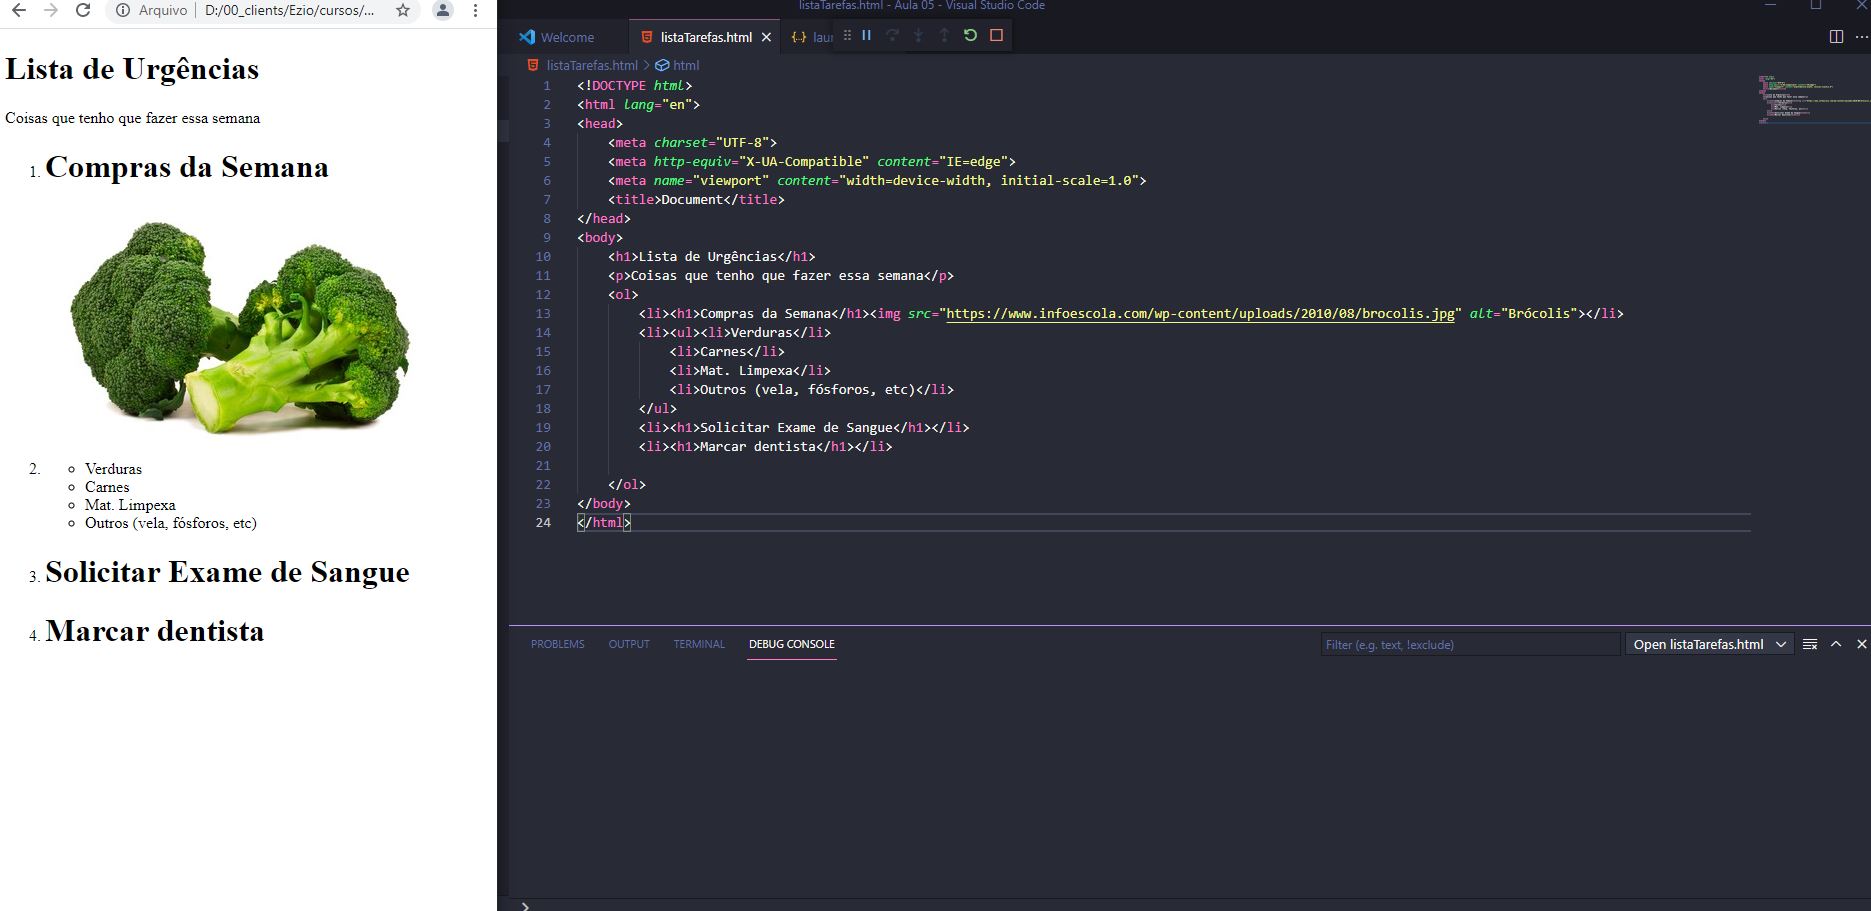 Arquivo | D:/00_clients/Ezio/cursos/...
Lista de Urgências
Coisas que tenho que fazer essa semana
1. Compras da Semana
2. ○ Verduras
○ Carnes
○ Mat. Limpexa
○ Outros (vela, fósforos, etc)
3. Solicitar Exame de Sangue
4. Marcar dentista
listaTarefas.html - Aula 05 - Visual Studio Code
Welcome
listaTarefas.html
{..} lau
listaTarefas.html > html
1 <!DOCTYPE html>
2 <html lang="en">
3 <head>
4 <meta charset="UTF-8">
5 <meta http-equiv="X-UA-Compatible" content="IE=edge">
6 <meta name="viewport" content="width=device-width, initial-scale=1.0">
7 <title>Document</title>
8 </head>
9 <body>
10 <h1>Lista de Urgências</h1>
11 <p>Coisas que tenho que fazer essa semana</p>
12 <ol>
13 <li><h1>Compras da Semana</h1><img src="https://www.infoescola.com/wp-content/uploads/2010/08/brocolis.jpg" alt="Brócolis"></li>
14 <li><ul><li>Verduras</li>
15 <li>Carnes</li>
16 <li>Mat. Limpexa</li>
17 <li>Outros (vela, fósforos, etc)</li>
18 </ul>
19 <li><h1>Solicitar Exame de Sangue</h1></li>
20 <li><h1>Marcar dentista</h1></li>
21
22 </ol>
23 </body>
24 </html>
PROBLEMS OUTPUT TERMINAL DEBUG CONSOLE
Filter (e.g. text, !exclude)
Open listaTarefas.html